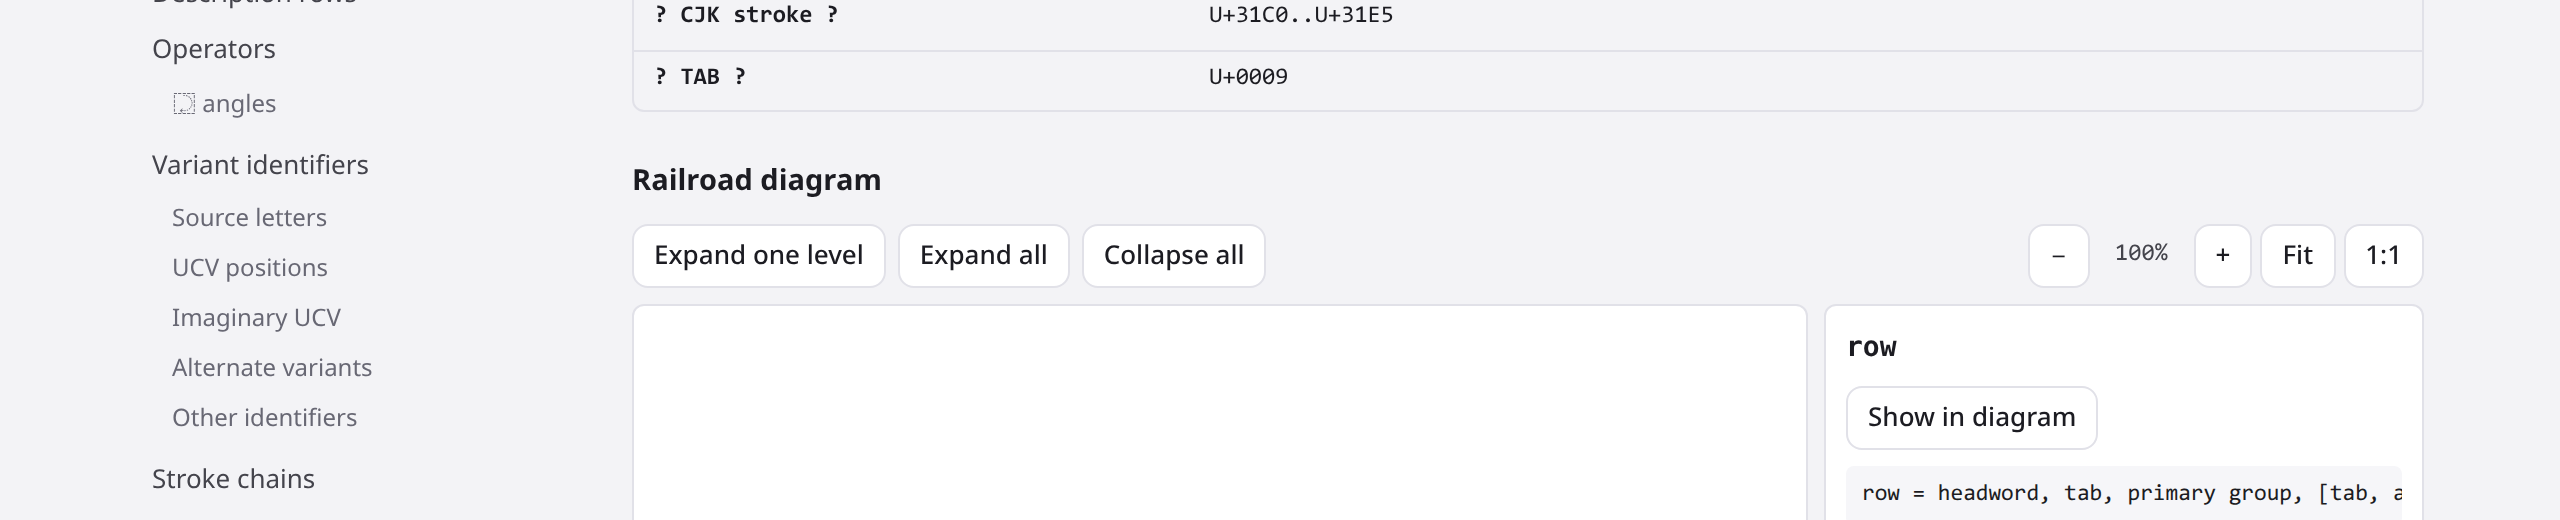 Operators
⿾ angles
Variant identifiers
Source letters
UCV positions
Imaginary UCV
Alternate variants
Other identifiers
Stroke chains
? CJK stroke ? U+31C0..U+31E5
? TAB ? U+0009
Railroad diagram
Expand one level Expand all Collapse all − 100% + Fit 1:1
row
Show in diagram
row = headword, tab, primary group, [tab, a